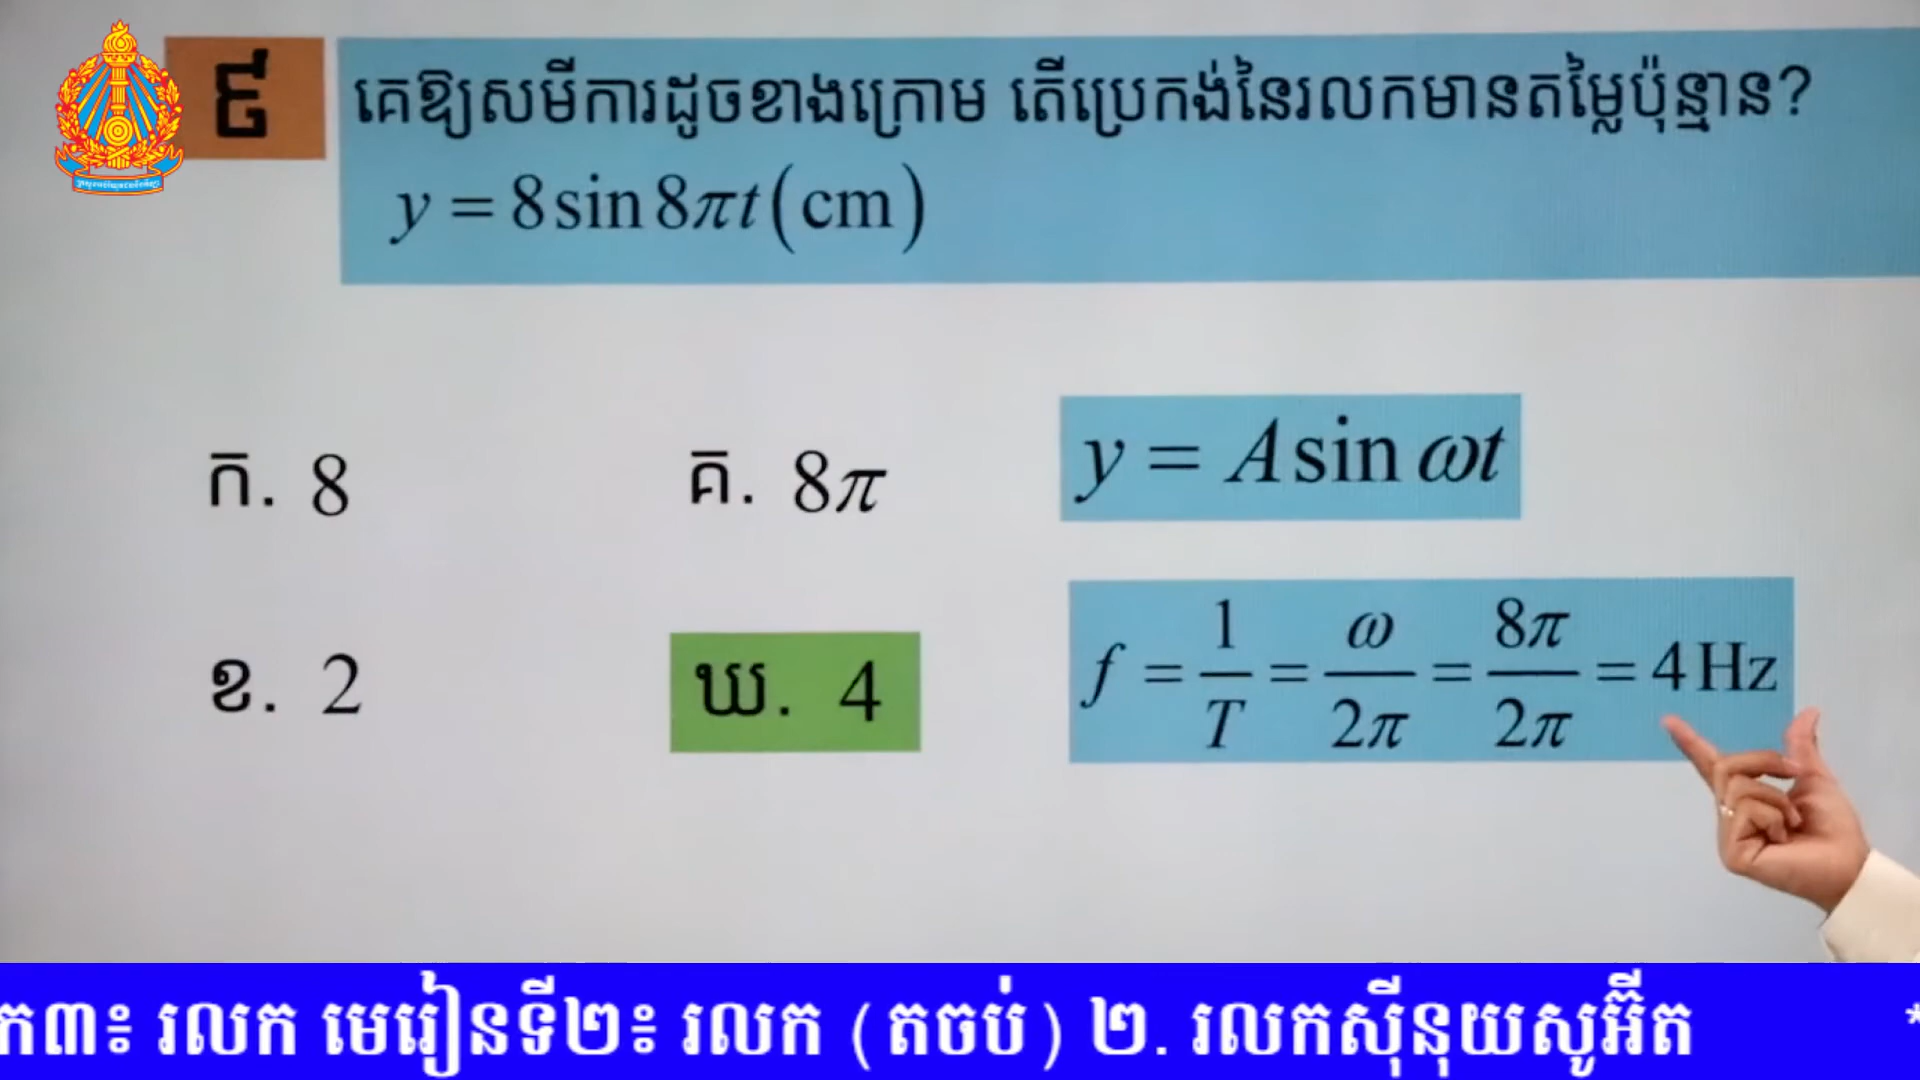 ៩
គេឱ្យសមីការដូចខាងក្រោម តើប្រេកង់នៃរលកមានតម្លៃប៉ុន្មាន?
y = 8 sin 8πt (cm)
ក. 8
គ. 8π
y = A sin ωt
ខ. 2
ឃ. 4
f = 1/T = ω/2π = 8π/2π = 4 Hz
ក៣៖ រលក មេរៀនទី២៖ រលក (តចប់) ២. រលកស៊ីនុយសូអ៊ីត *